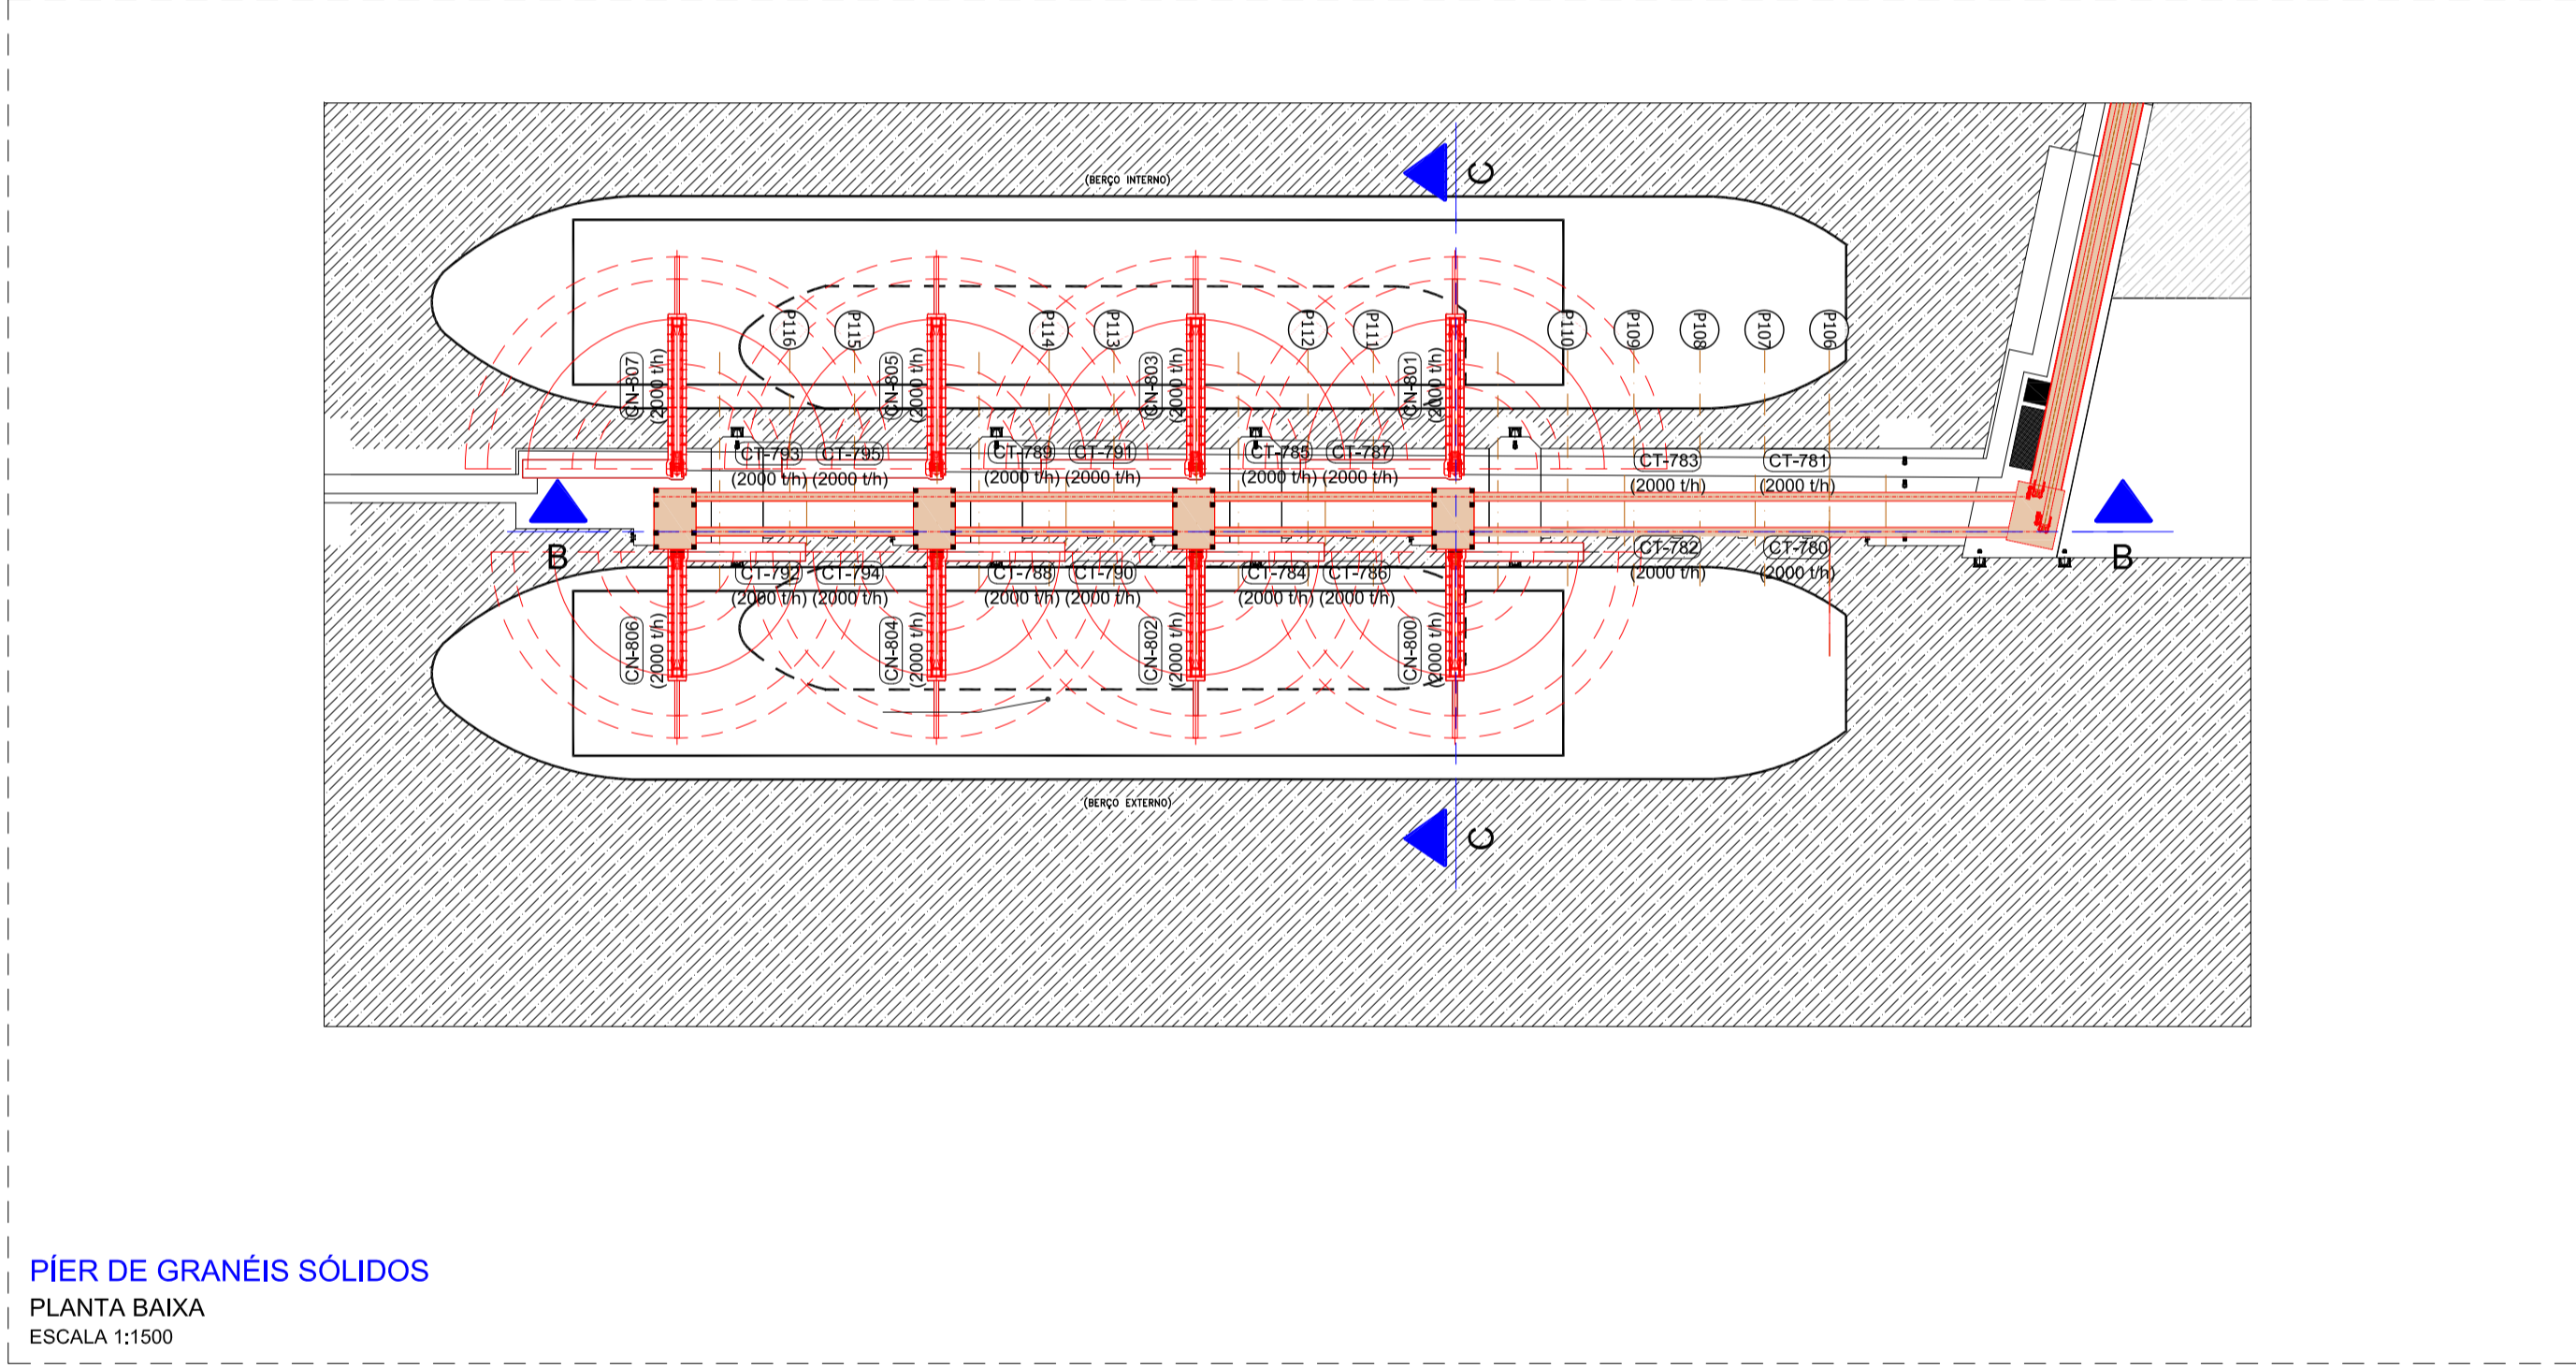 (BERÇO INTERNO)
C
P116
P115
P114
P113
P112
P111
P110
P109
P108
P107
P106
CN-807
(2000 t/h)
CN-805
(2000 t/h)
CN-803
(2000 t/h)
CN-801
(2000 t/h)
CT-793
(2000 t/h)
CT-795
(2000 t/h)
CT-789
(2000 t/h)
CT-791
(2000 t/h)
CT-785
(2000 t/h)
CT-787
(2000 t/h)
CT-783
(2000 t/h)
CT-781
(2000 t/h)
B
B
CT-792
(2000 t/h)
CT-794
(2000 t/h)
CT-788
(2000 t/h)
CT-790
(2000 t/h)
CT-784
(2000 t/h)
CT-786
(2000 t/h)
CT-782
(2000 t/h)
CT-780
(2000 t/h)
CN-806
(2000 t/h)
CN-804
(2000 t/h)
CN-802
(2000 t/h)
CN-800
(2000 t/h)
(BERÇO EXTERNO)
C
PÍER DE GRANÉIS SÓLIDOS
PLANTA BAIXA
ESCALA 1:1500